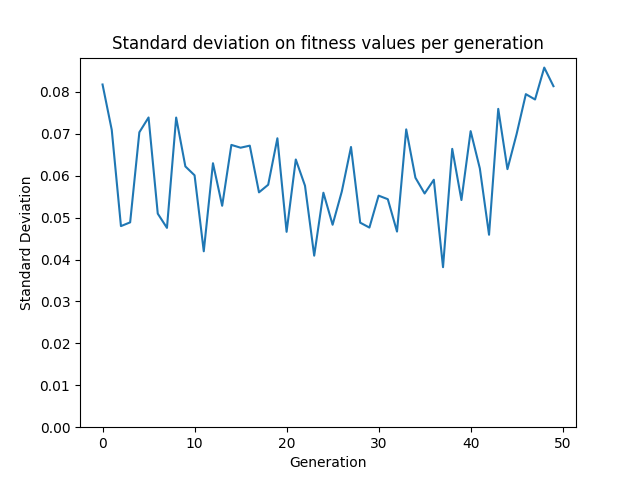 Standard deviation on fitness values per generation
Standard Deviation
0.08
0.07
0.06
0.05
0.04
0.03
0.02
0.01
0.00
0 10 20 30 40 50
Generation